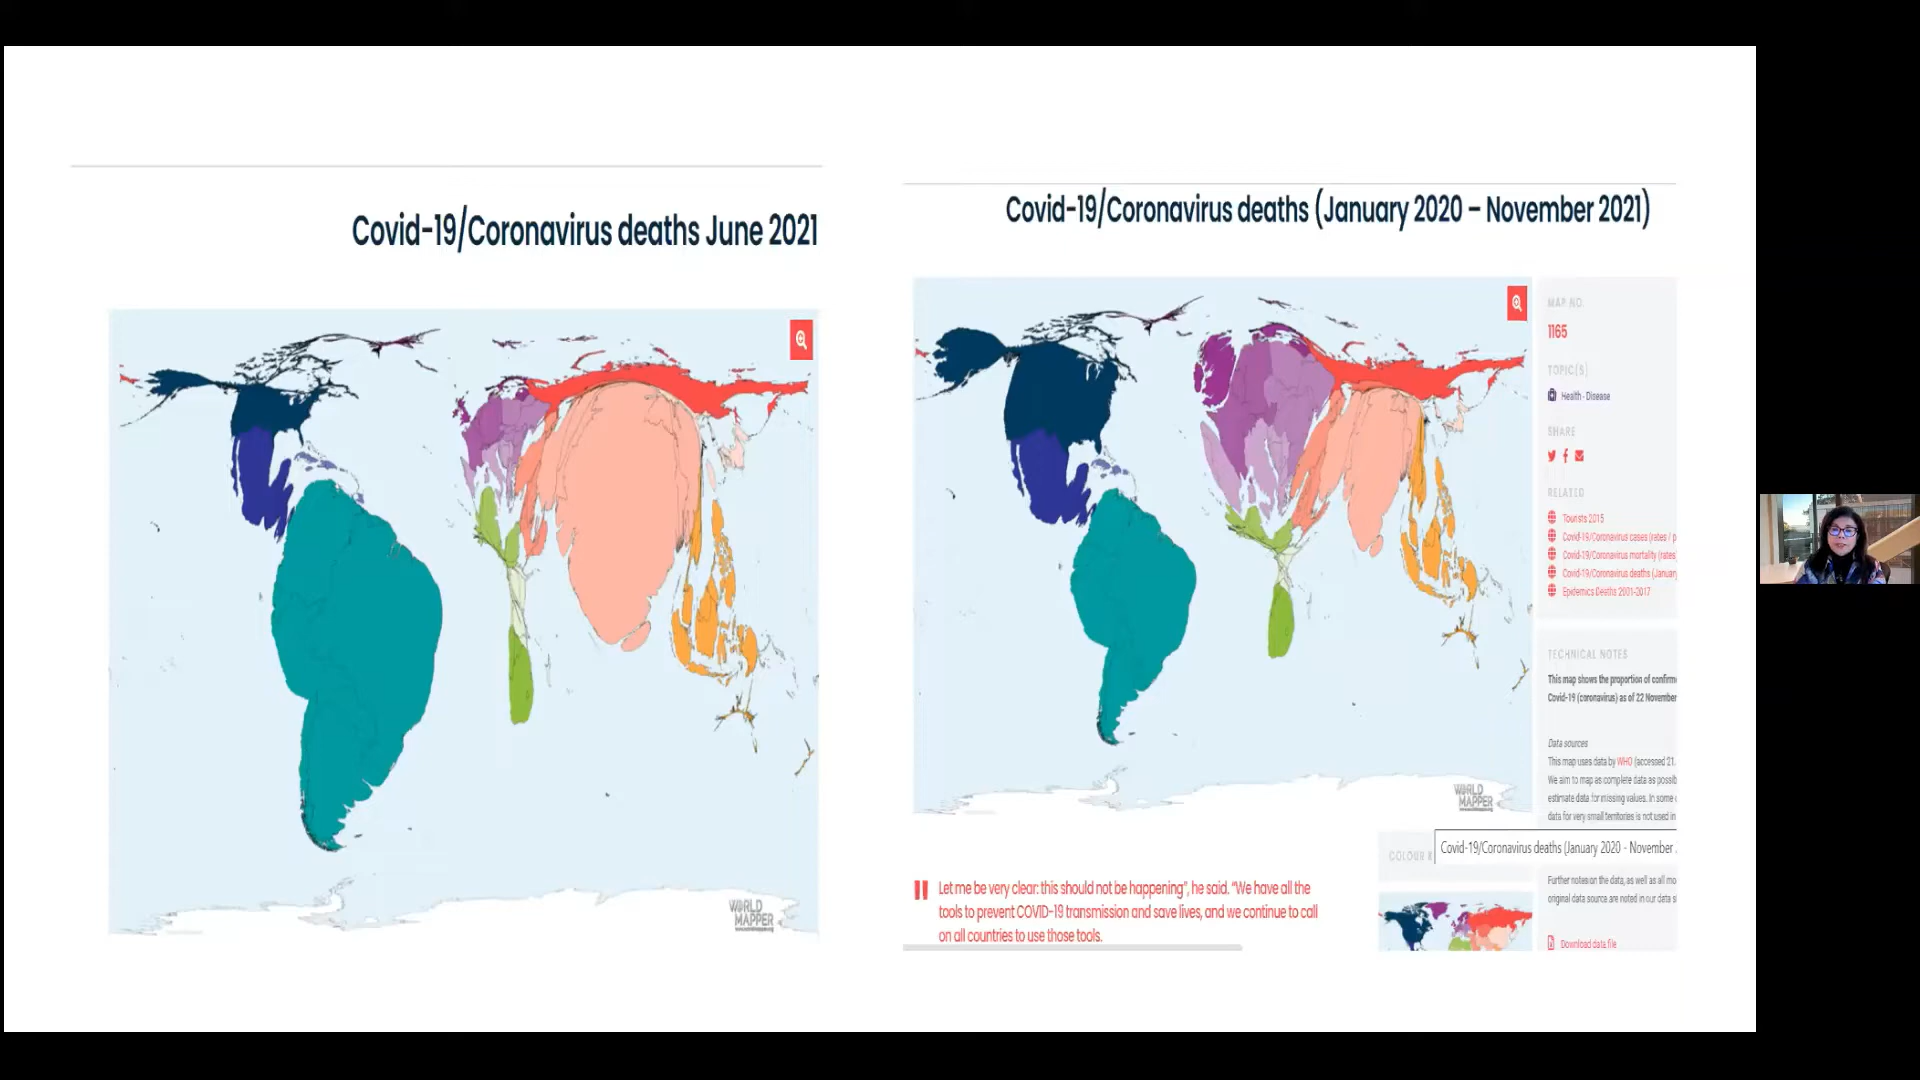 Covid-19/Coronavirus deaths June 2021
WORLD
MAPPER
Covid-19/Coronavirus deaths (January 2020 – November 2021)
WORLD
MAPPER
"Let me be very clear: this should not be happening", he said. "We have all the
tools to prevent COVID-19 transmission and save lives, and we continue to call
on all countries to use those tools.
MAP NO.
1165
TOPIC(S)
Health - Disease
SHARE
RELATED
Tourists 2015
Covid-19/Coronavirus cases (rates / p
Covid-19/Coronavirus mortality (rates
Covid-19/Coronavirus deaths (January
Epidemics Deaths 2001-2017
TECHNICAL NOTES
This map shows the proportion of confirme
Covid-19 (coronavirus) as of 22 November
Data sources
This map uses data by WHO (accessed 21.
We aim to map as complete data as possib
estimate data for missing values. In some c
data for very small territories is not used in
COLOUR
Covid-19/Coronavirus deaths (January 2020 - November
Further notes on the data, as well as all mo
original data source are noted in our data s
Download data file